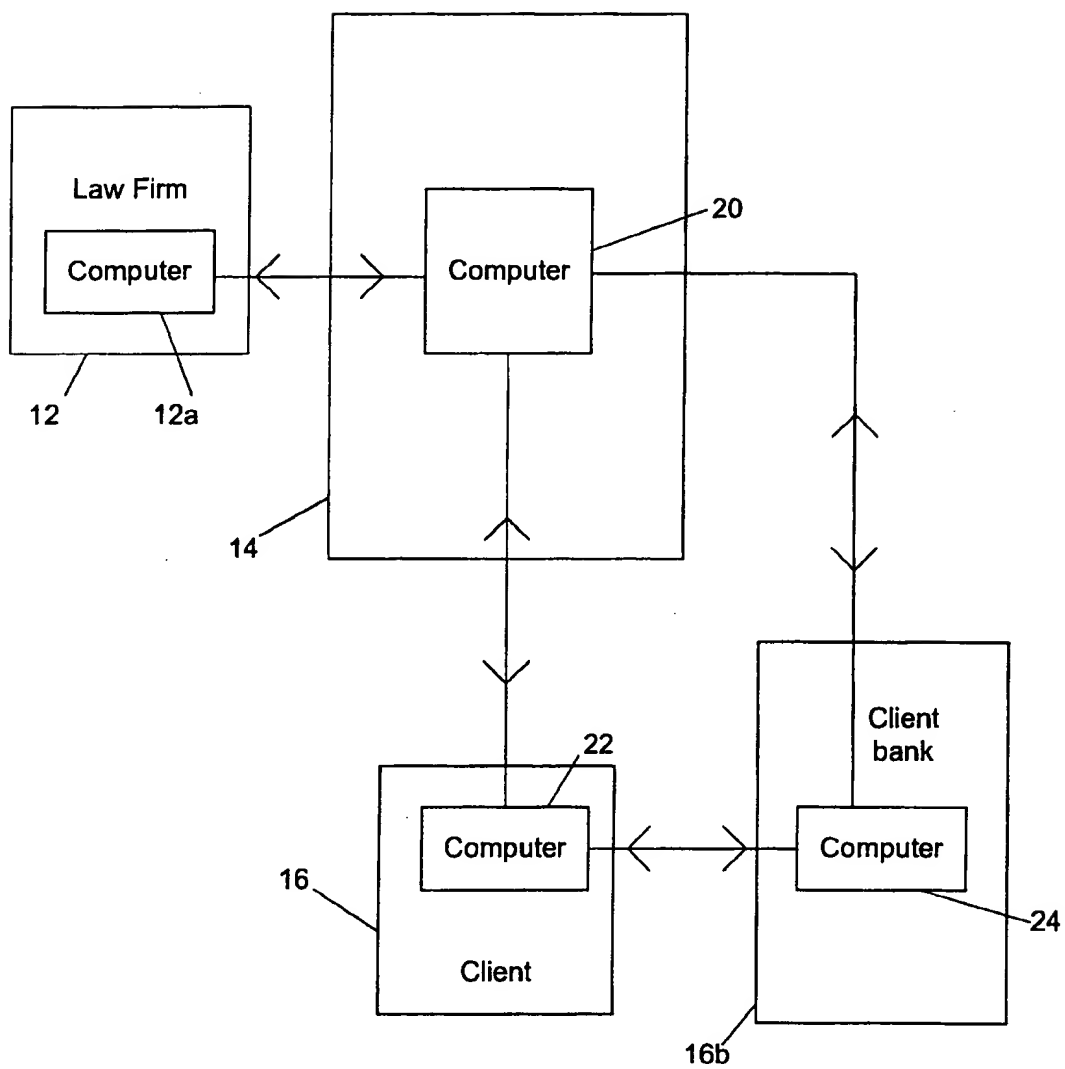 Law Firm
Computer
12
12a
Computer
20
14
22
Computer
16
Client
Client
bank
Computer
24
16b